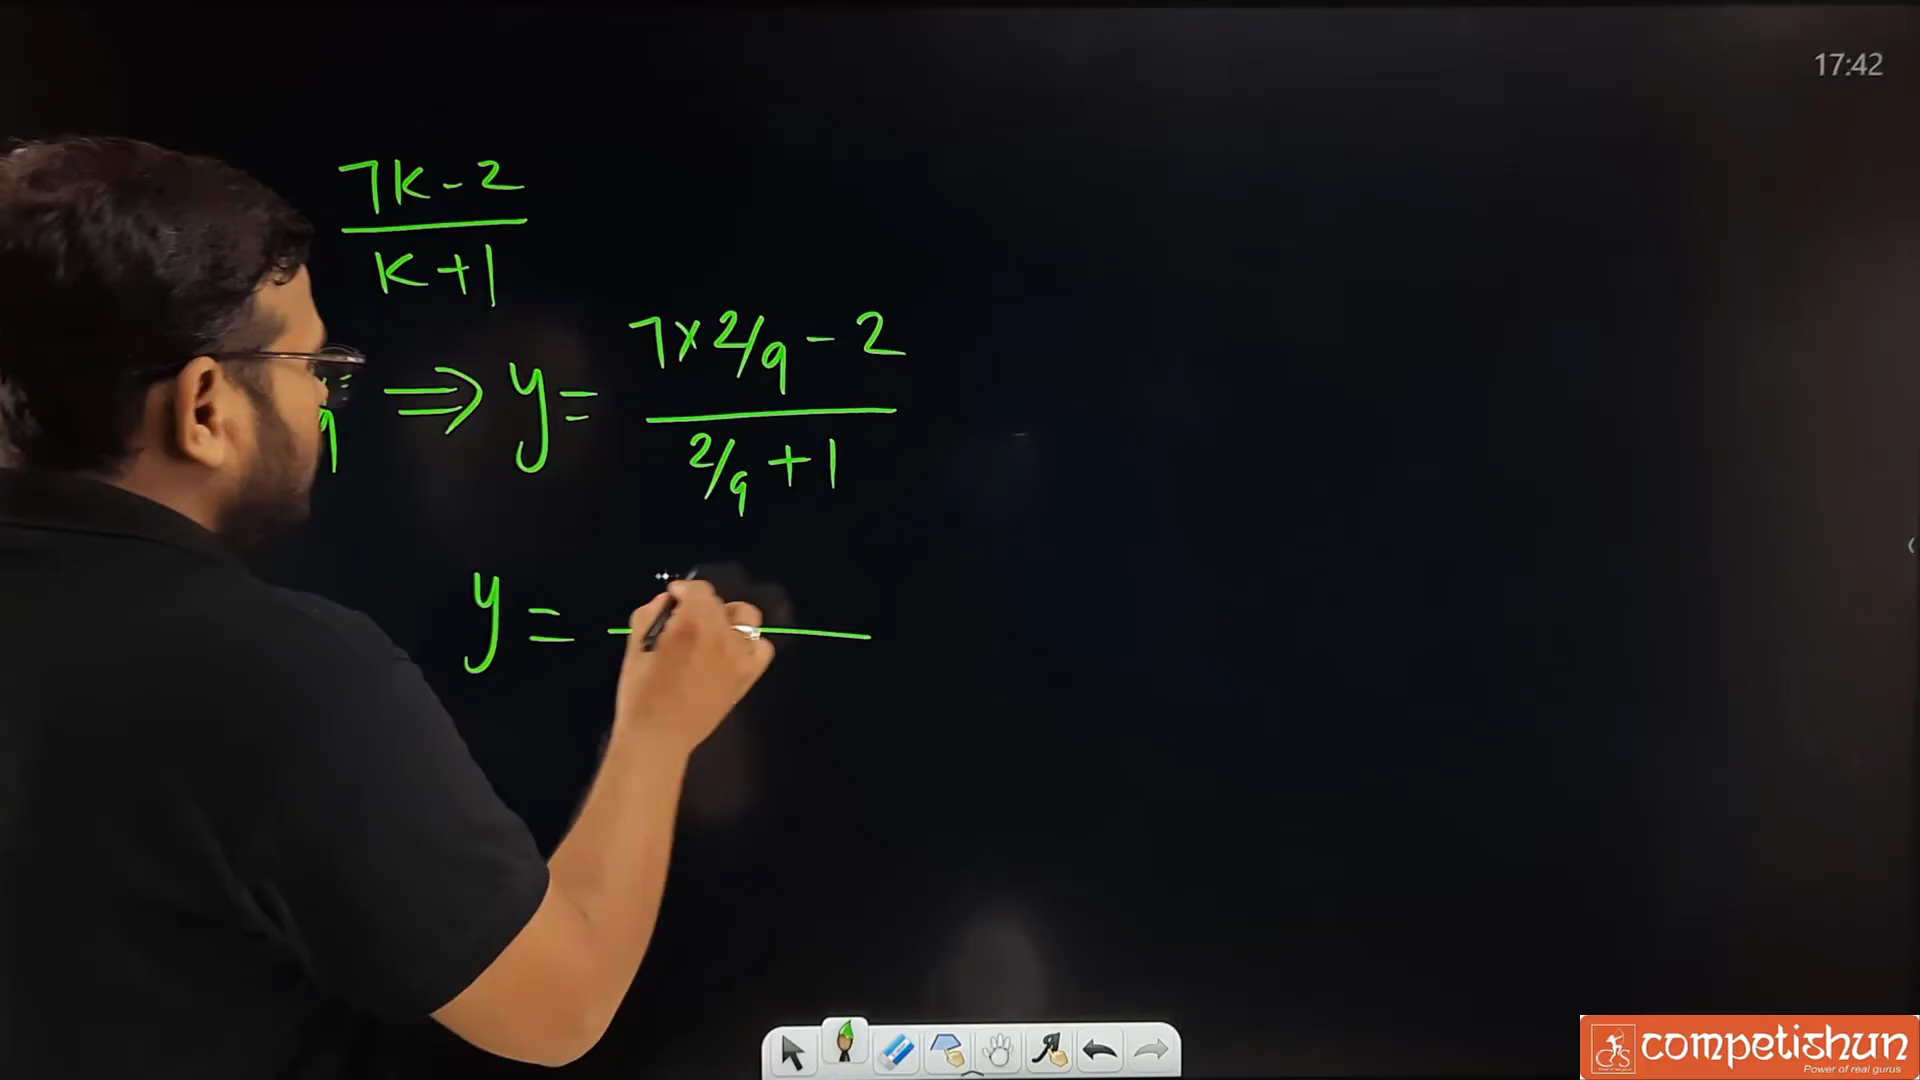 17:42
7K-2
K+1
⇒ y = 7×2/9 - 2
2/9 + 1
y =
competishun
Power of real gurus